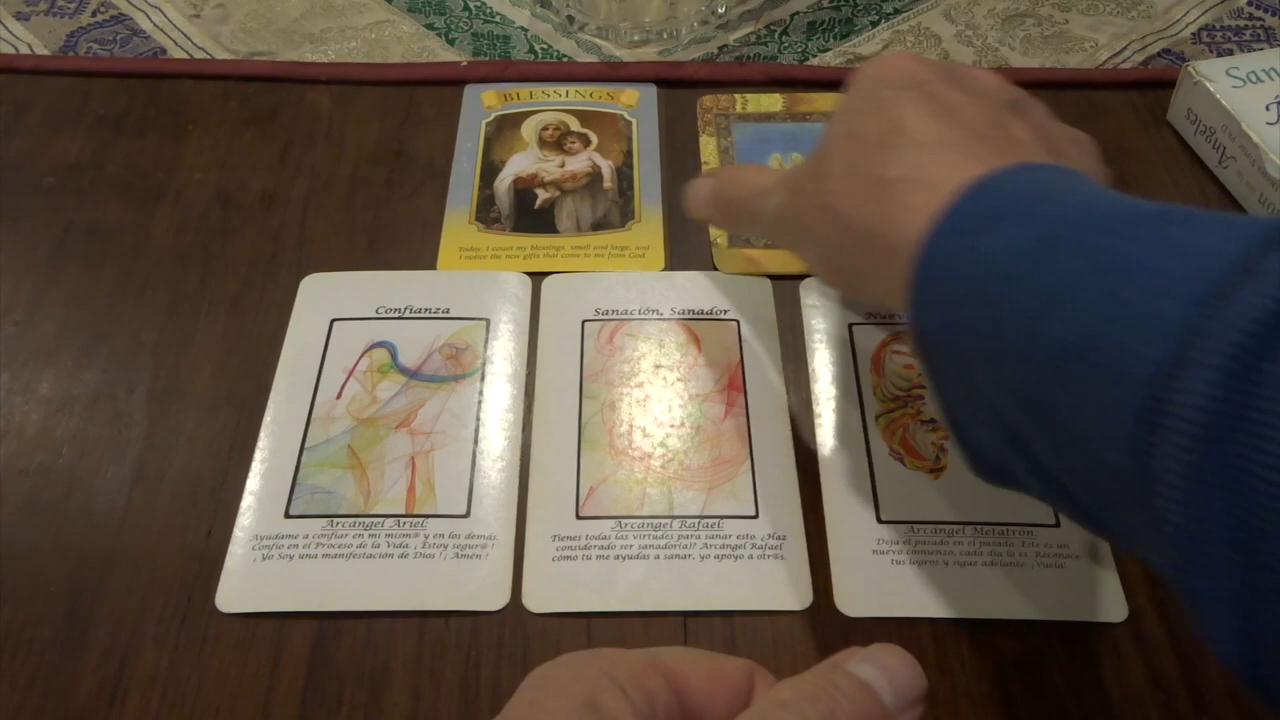 BLESSINGS
Today, I count my blessings, small and large, and
I notice the new gifts that come to me from God.
San
Angeles
Confianza
Arcángel Ariel:
Ayúdame a confiar en mi mism@ y en los demás.
Confio en el Proceso de la Vida. ¡ Estoy segur@ !
¡ Yo Soy una manifestación de Dios ! ¡ Amén !
Sanación, Sanador
Arcángel Rafael:
Tienes todas las virtudes para sanar esto. ¿Haz
considerado ser sanador(a)? Arcángel Rafael
cómo tu me ayudas a sanar, yo apoyo a otr@s.
Arcángel Metatrón:
Deja el pasado en el pasado. Este es un
nuevo comienzo, cada día lo es. Reconoce
tus logros y sigue adelante. ¡Vuela!